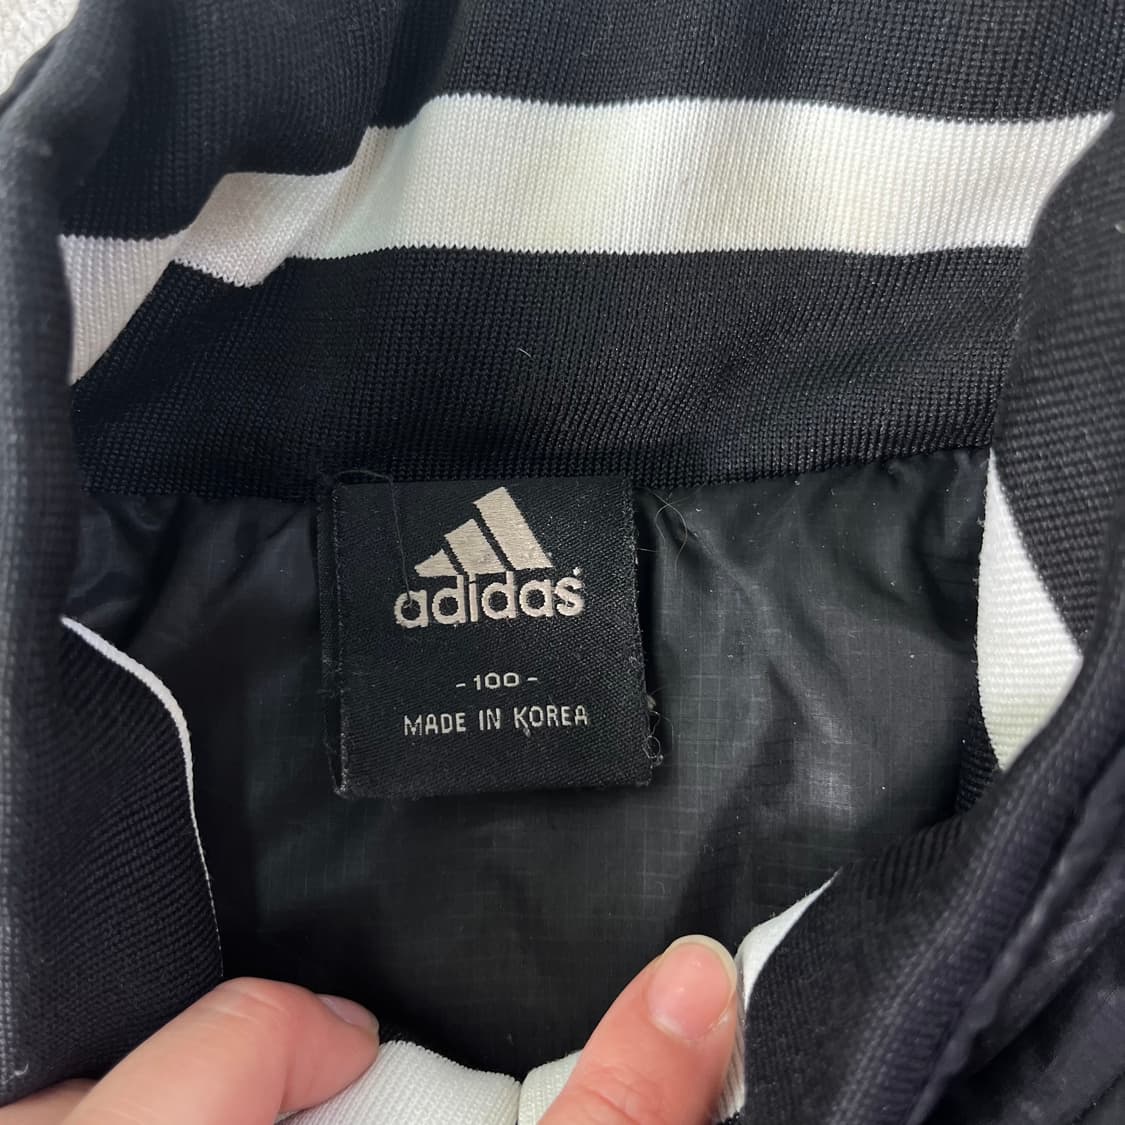 adidas
- 100 -
MADE IN KOREA